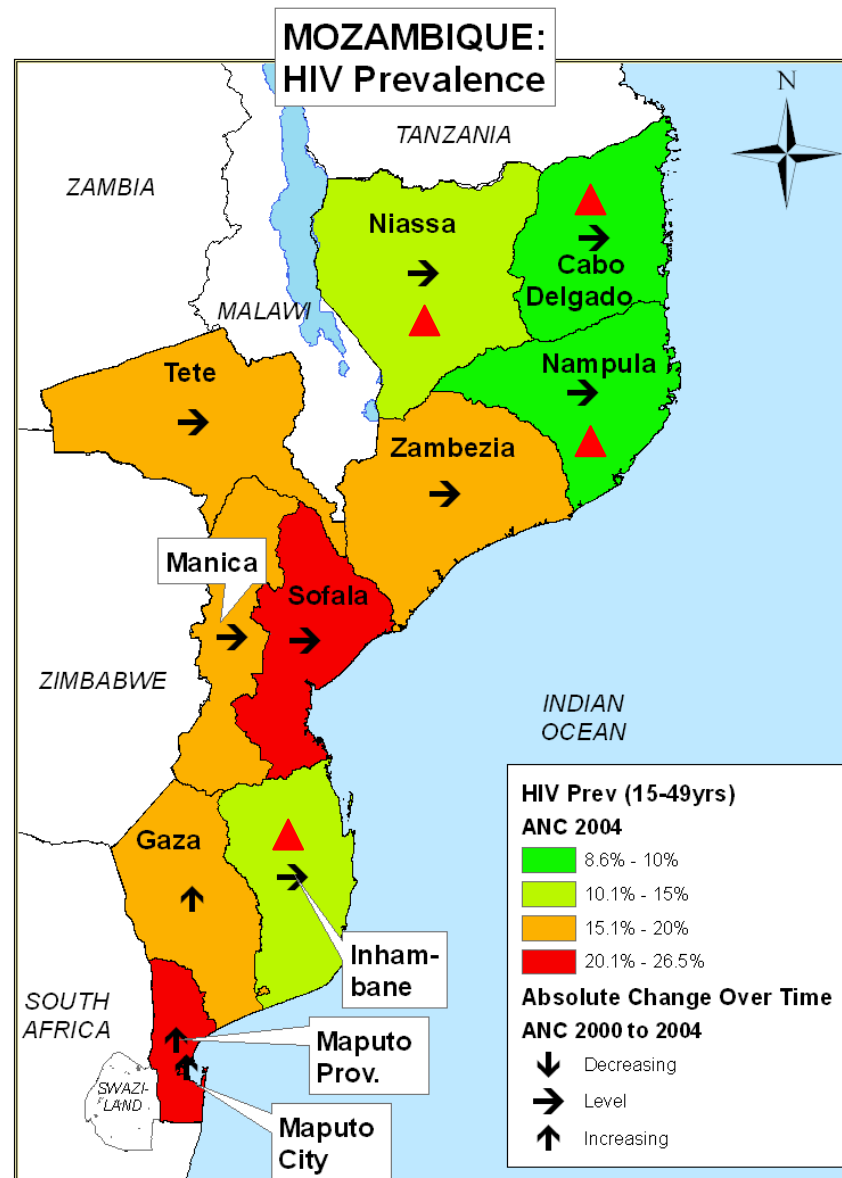 MOZAMBIQUE:
HIV Prevalence
N
TANZANIA
ZAMBIA
Niassa
Cabo
Delgado
MALAWI
Tete
Nampula
Zambezia
Manica
Sofala
ZIMBABWE
INDIAN
OCEAN
Gaza
Inham-
bane
SOUTH
AFRICA
Maputo
Prov.
SWAZI-
LAND
Maputo
City
HIV Prev (15-49yrs)
ANC 2004
8.6% - 10%
10.1% - 15%
15.1% - 20%
20.1% - 26.5%
Absolute Change Over Time
ANC 2000 to 2004
Decreasing
Level
Increasing